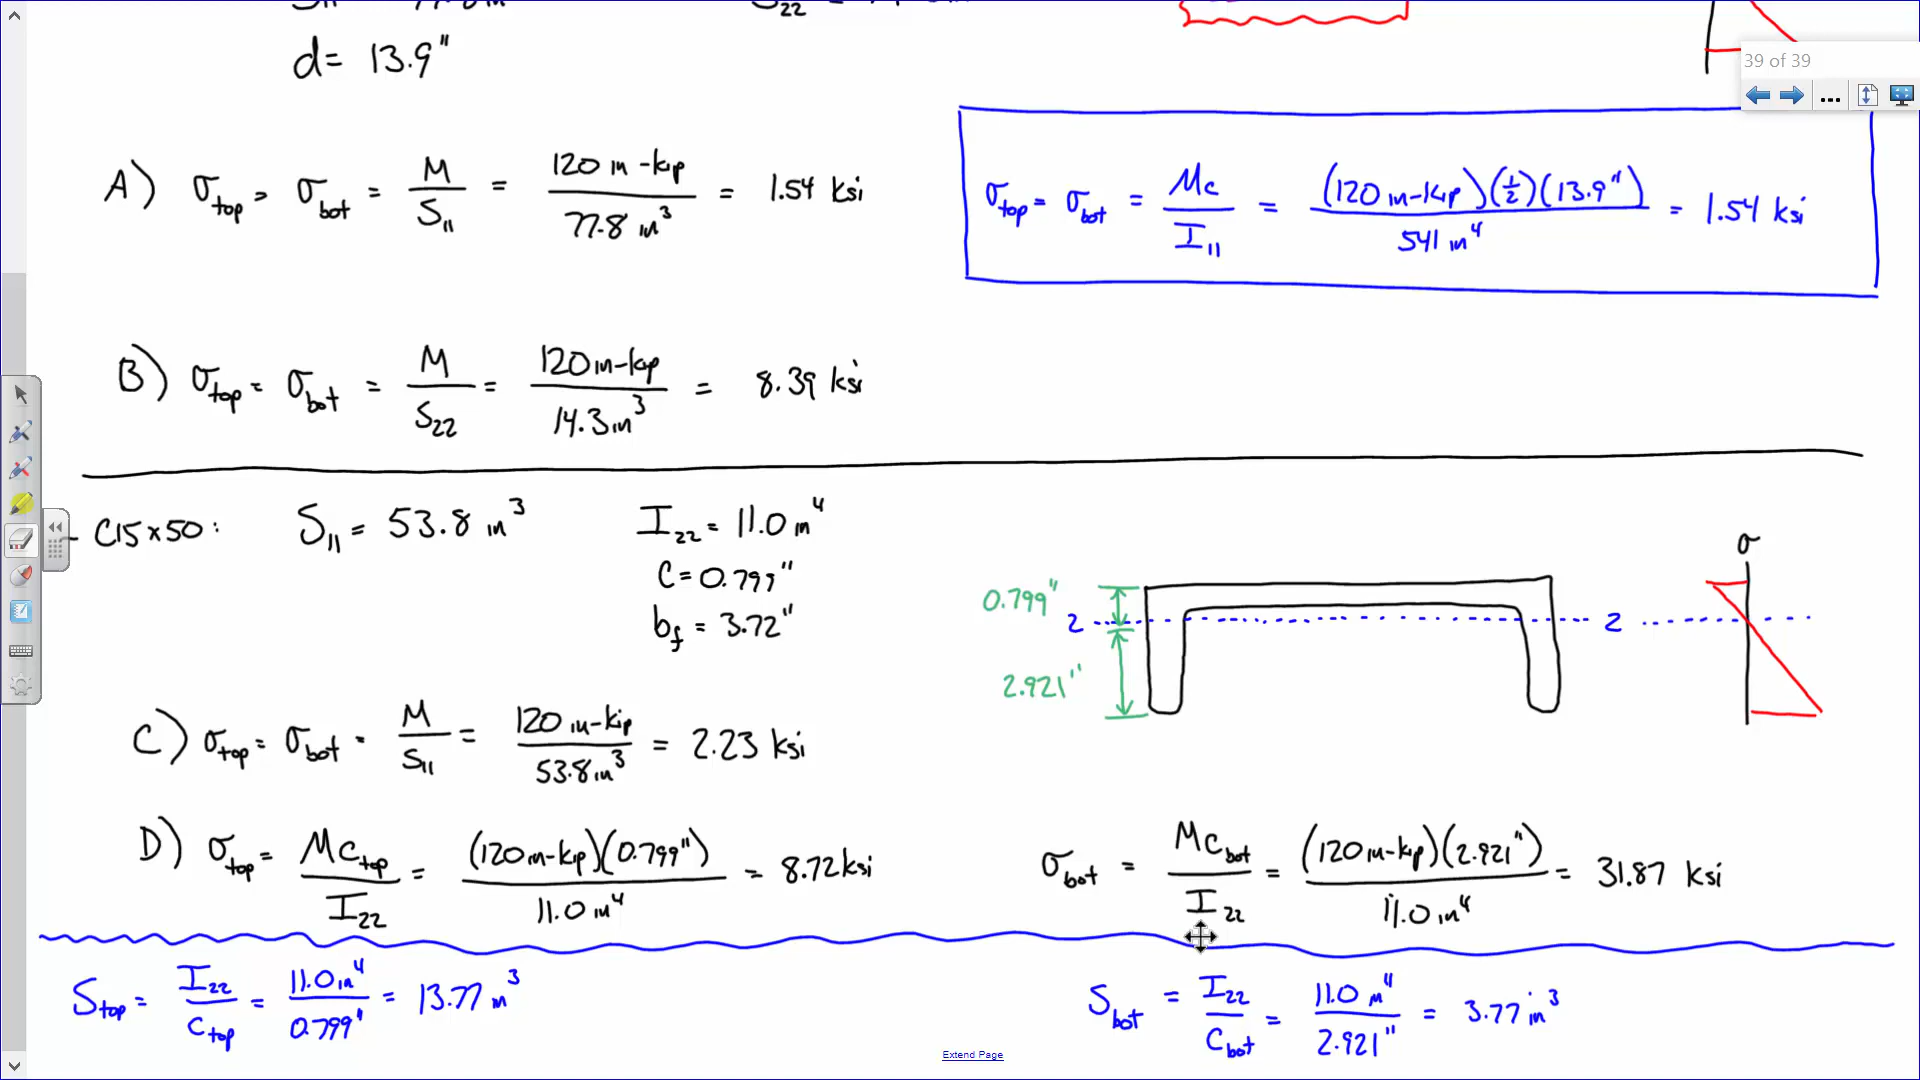 d= 13.9"
39 of 39
A) σtop = σbot = M/S11 = 120 in-kip/77.8 in³ = 1.54 ksi
σtop = σbot = Mc/I11 = (120 in-kip)(½)(13.9")/541 in⁴ = 1.54 ksi
B) σtop = σbot = M/S22 = 120 in-kip/14.3 in³ = 8.39 ksi
C15x50: S11 = 53.8 in³ I22 = 11.0 in⁴
c = 0.799"
bf = 3.72"
σ
0.799"
2 2
2.921"
C) σtop = σbot = M/S11 = 120 in-kip/53.8 in³ = 2.23 ksi
D) σtop = Mctop/I22 = (120 in-kip)(0.799")/11.0 in⁴ = 8.72 ksi
σbot = Mcbot/I22 = (120 in-kip)(2.921")/11.0 in⁴ = 31.87 ksi
Stop = I22/ctop = 11.0 in⁴/0.799" = 13.77 in³
Sbot = I22/Cbot = 11.0 in⁴/2.921" = 3.77 in³
Extend Page